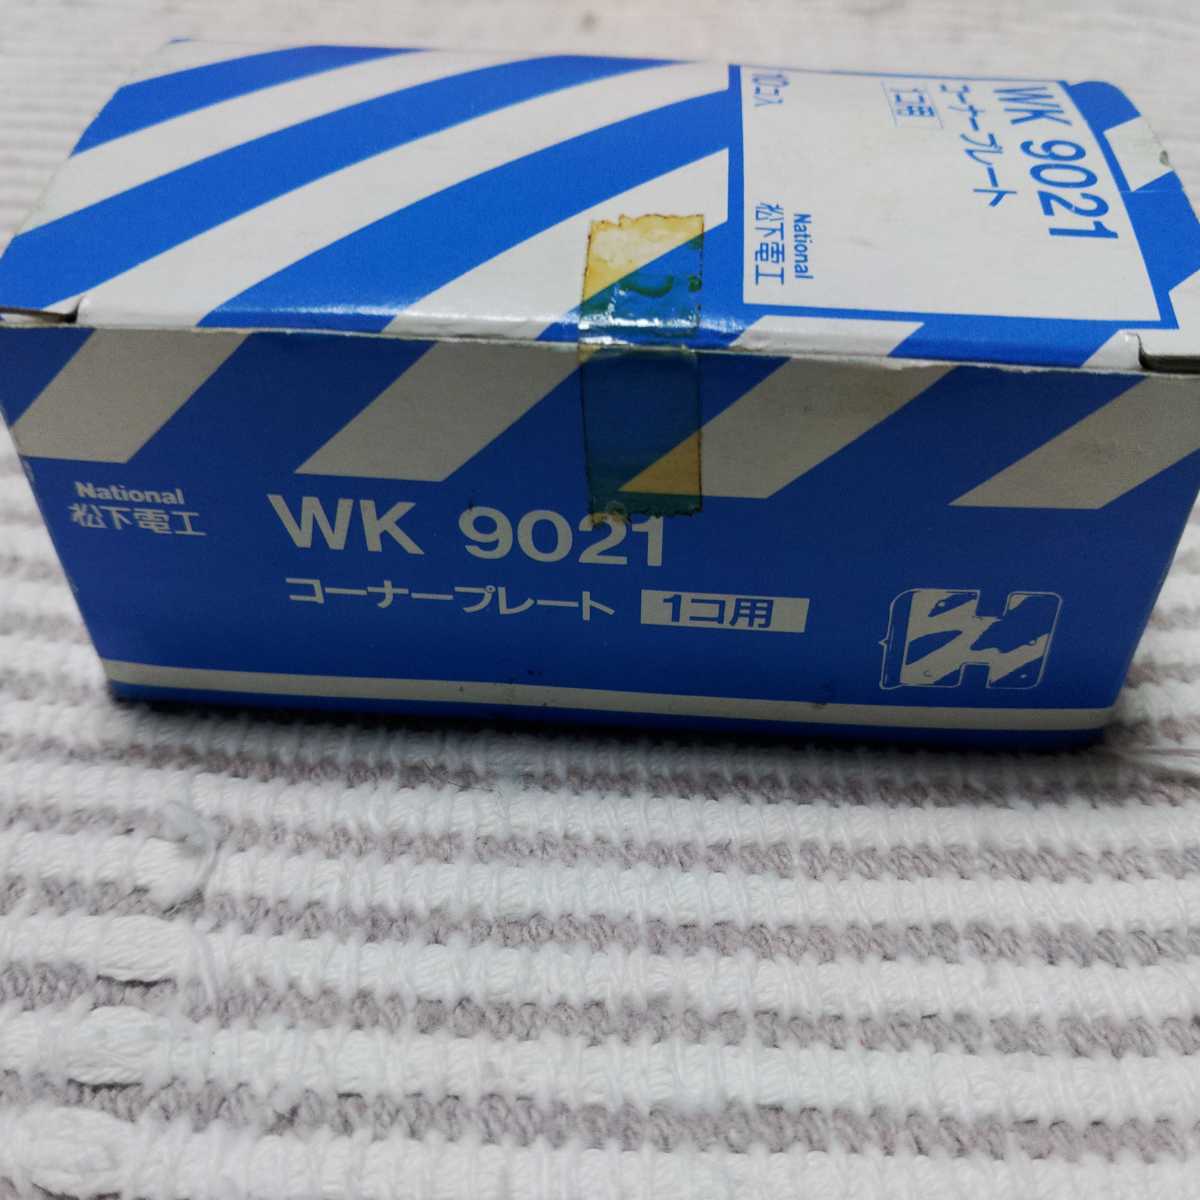 WK 9021
コーナープレート
1コ用
10コ入
National
松下電工
National
松下電工
WK 9021
コーナープレート 1コ用